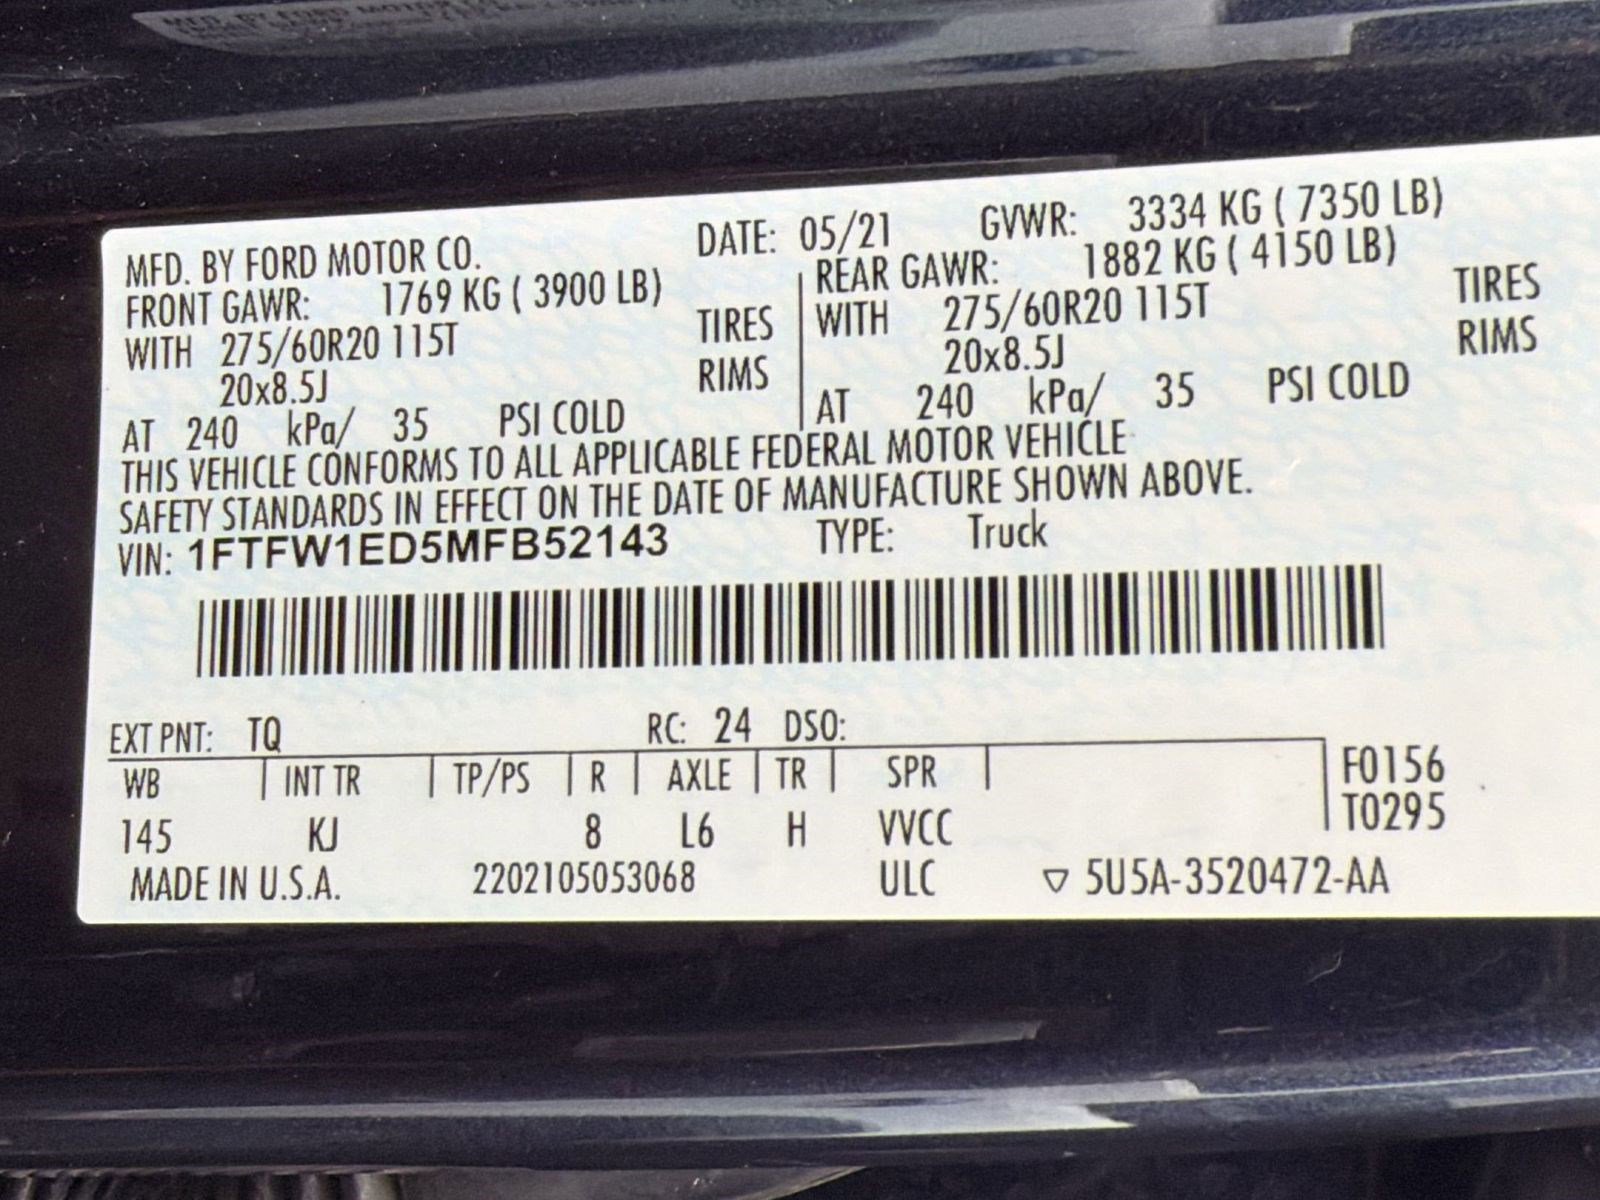 MFD. BY FORD MOTOR CO. DATE: 05/21 GVWR: 3334 KG ( 7350 LB)
FRONT GAWR: 1769 KG ( 3900 LB) REAR GAWR: 1882 KG ( 4150 LB)
WITH 275/60R20 115T TIRES WITH 275/60R20 115T TIRES
20x8.5J RIMS 20x8.5J RIMS
AT 240 kPa/ 35 PSI COLD AT 240 kPa/ 35 PSI COLD
THIS VEHICLE CONFORMS TO ALL APPLICABLE FEDERAL MOTOR VEHICLE
SAFETY STANDARDS IN EFFECT ON THE DATE OF MANUFACTURE SHOWN ABOVE.
VIN: 1FTFW1ED5MFB52143 TYPE: Truck
EXT PNT: TQ RC: 24 DSO:
WB INT TR TP/PS R AXLE TR SPR F0156
T0295
145 KJ 8 L6 H VVCC
MADE IN U.S.A. 2202105053068 ULC ▽ 5U5A-3520472-AA